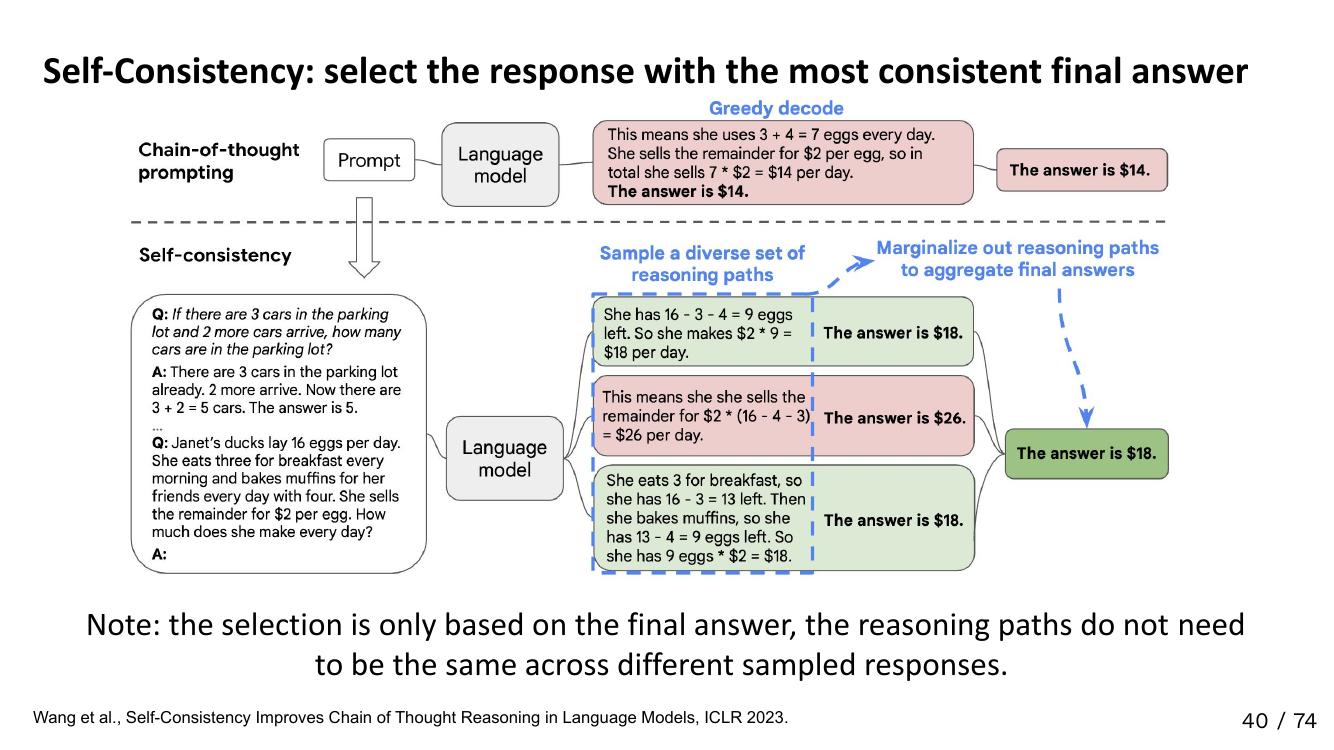 Self-Consistency: select the response with the most consistent final answer
Greedy decode
Chain-of-thought
prompting
Prompt
Language
model
This means she uses 3 + 4 = 7 eggs every day.
She sells the remainder for $2 per egg, so in
total she sells 7 * $2 = $14 per day.
The answer is $14.
The answer is $14.
Self-consistency
Sample a diverse set of
reasoning paths
Marginalize out reasoning paths
to aggregate final answers
Q: If there are 3 cars in the parking
lot and 2 more cars arrive, how many
cars are in the parking lot?
A: There are 3 cars in the parking lot
already. 2 more arrive. Now there are
3 + 2 = 5 cars. The answer is 5.
...
Q: Janet's ducks lay 16 eggs per day.
She eats three for breakfast every
morning and bakes muffins for her
friends every day with four. She sells
the remainder for $2 per egg. How
much does she make every day?
A:
Language
model
She has 16 - 3 - 4 = 9 eggs
left. So she makes $2 * 9 =
$18 per day.
The answer is $18.
This means she she sells the
remainder for $2 * (16 - 4 - 3)
= $26 per day.
The answer is $26.
She eats 3 for breakfast, so
she has 16 - 3 = 13 left. Then
she bakes muffins, so she
has 13 - 4 = 9 eggs left. So
she has 9 eggs * $2 = $18.
The answer is $18.
The answer is $18.
Note: the selection is only based on the final answer, the reasoning paths do not need
to be the same across different sampled responses.
Wang et al., Self-Consistency Improves Chain of Thought Reasoning in Language Models, ICLR 2023.
40 / 74